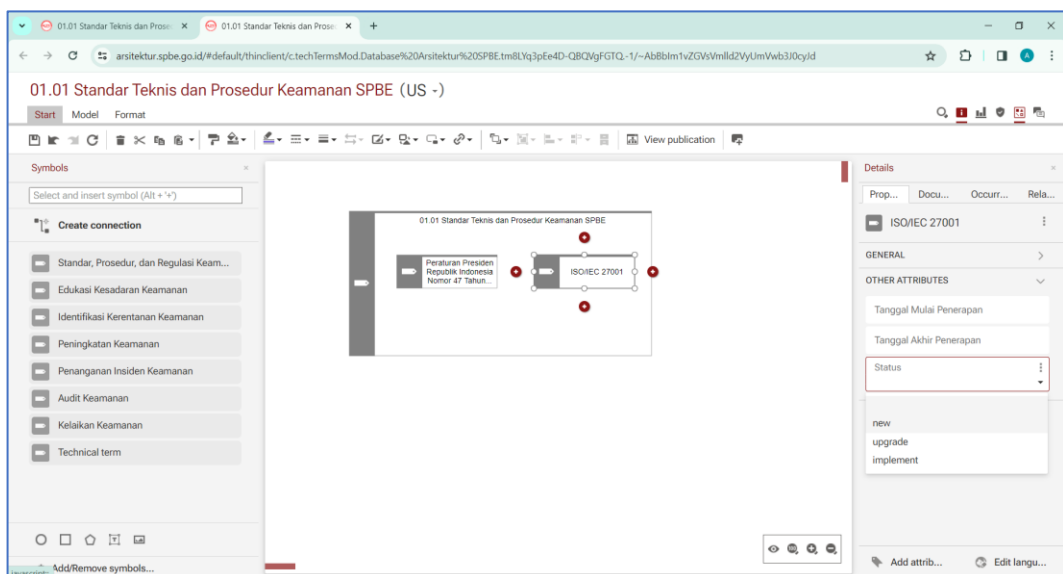 01.01 Standar Teknis dan Prosed
01.01 Standar Teknis dan Prosed
arsitektur.spbe.go.id/#default/thinclient/c.techTermsMod.Database%20Arsitektur%20SPBE.tm8LYq3pEe4D-QBQVgFGTQ.-1/~AbBbIm1vZGVsVmlld2VyUmVwb3J0cyJd
01.01 Standar Teknis dan Prosedur Keamanan SPBE (US -)
Start Model Format
View publication
Symbols
Select and insert symbol (Alt + '+')
Create connection
Standar, Prosedur, dan Regulasi Keam...
Edukasi Kesadaran Keamanan
Identifikasi Kerentanan Keamanan
Peningkatan Keamanan
Penanganan Insiden Keamanan
Audit Keamanan
Kelaikan Keamanan
Technical term
Add/Remove symbols...
01.01 Standar Teknis dan Prosedur Keamanan SPBE
Peraturan Presiden
Republik Indonesia
Nomor 47 Tahun...
ISO/IEC 27001
Details
Prop... Docu... Occurr... Rela...
ISO/IEC 27001
GENERAL
OTHER ATTRIBUTES
Tanggal Mulai Penerapan
Tanggal Akhir Penerapan
Status
new
upgrade
implement
Add attrib... Edit langu...